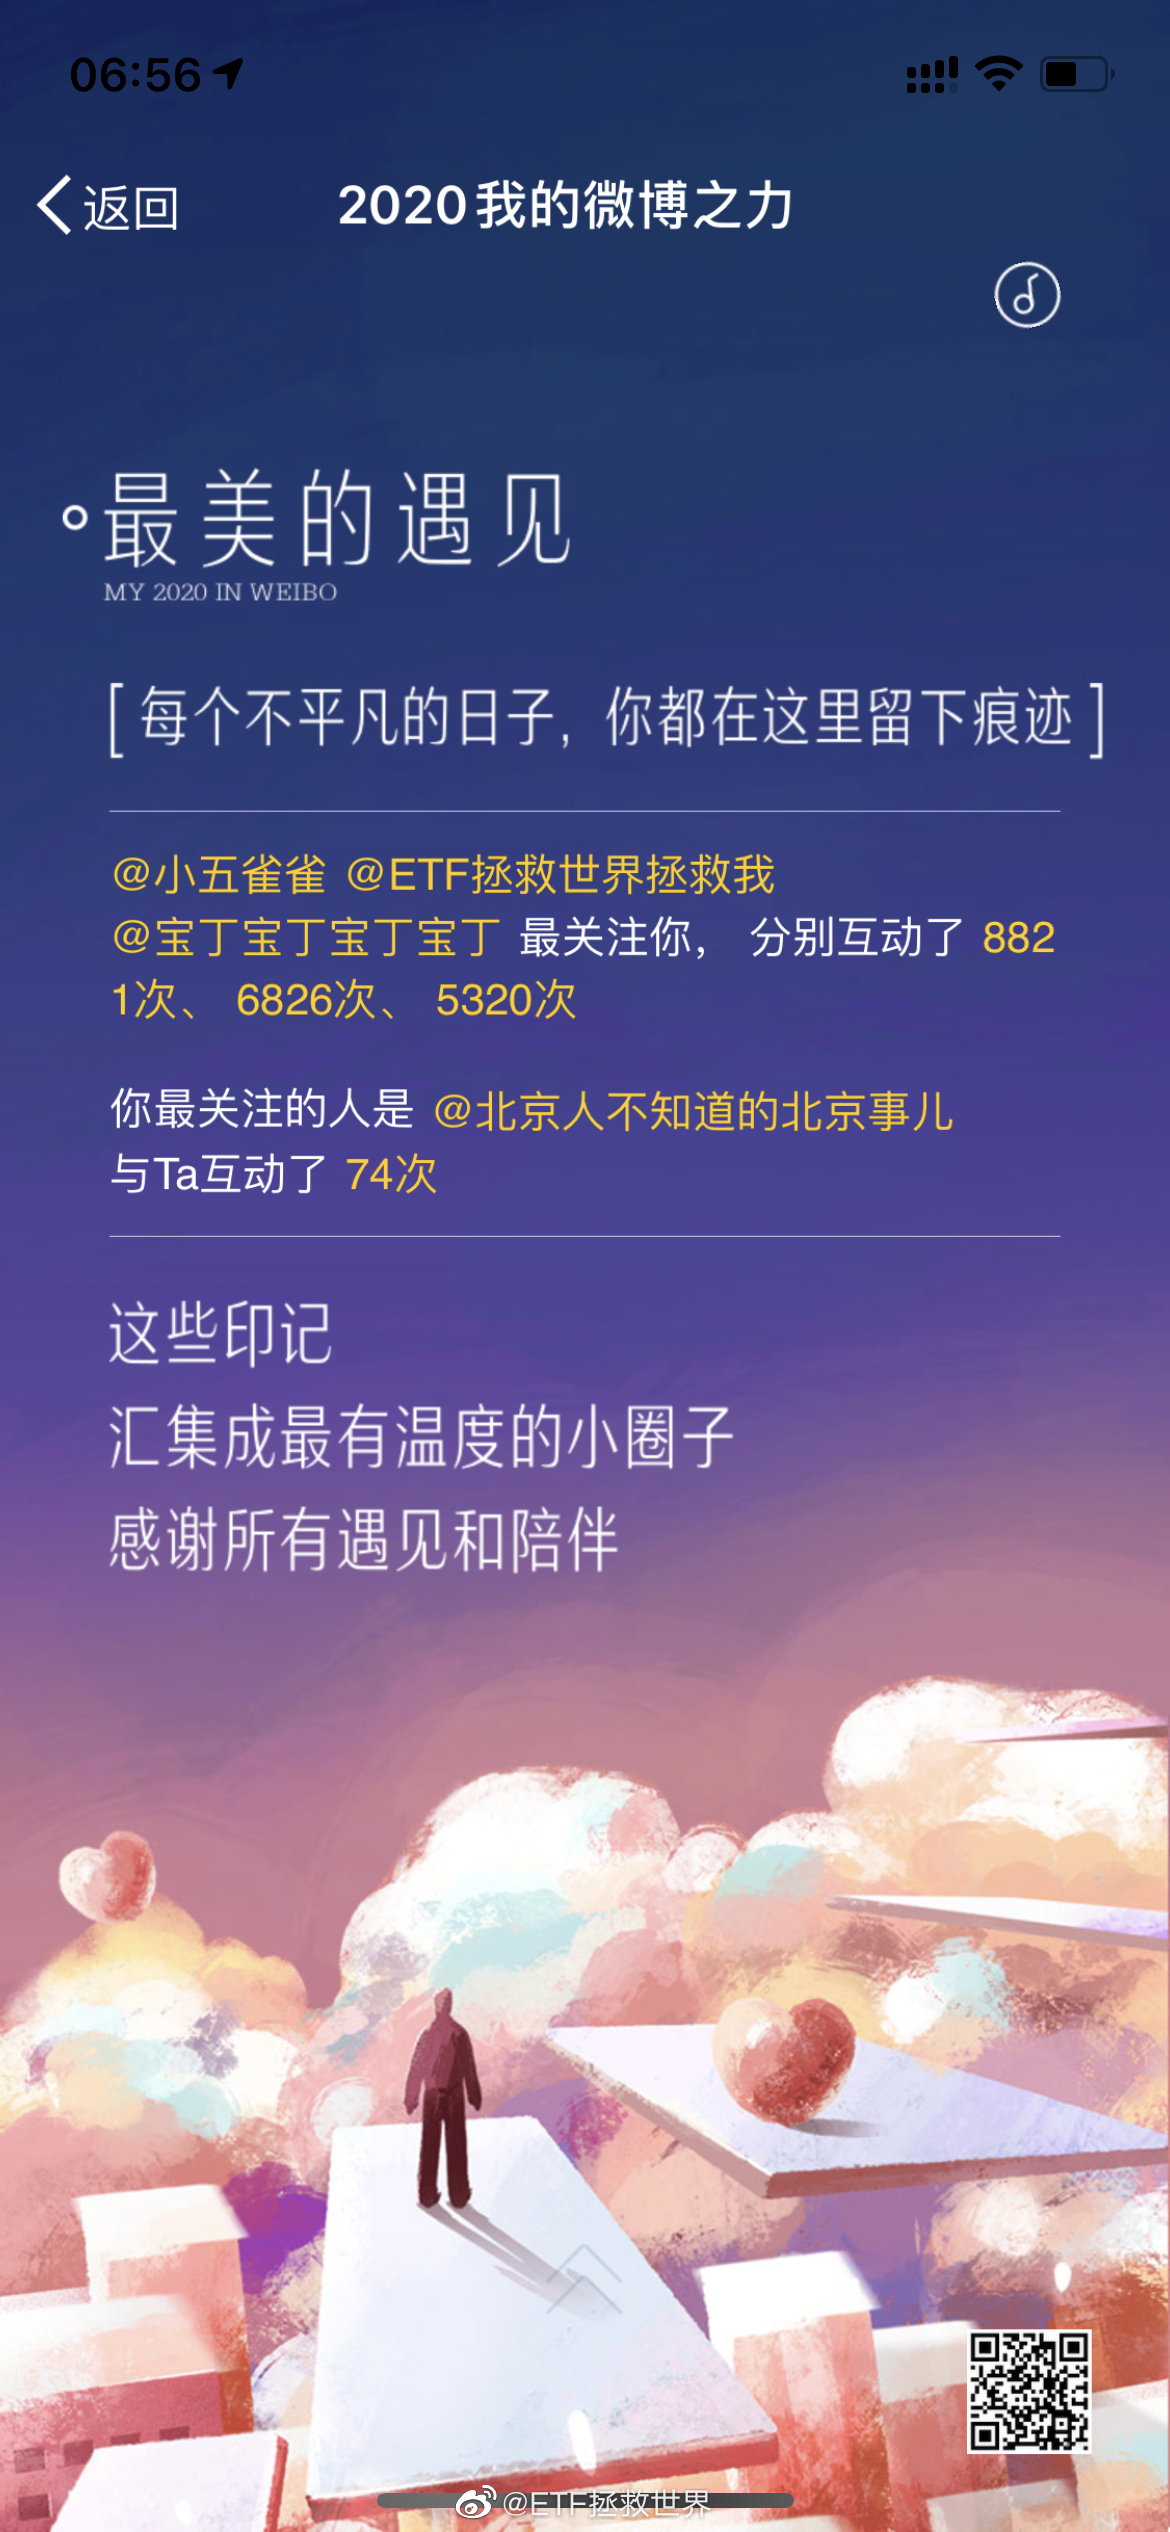 06:56
返回
2020我的微博之力
最美的遇见
MY 2020 IN WEIBO
[ 每个不平凡的日子，你都在这里留下痕迹 ]
@小五雀雀 @ETF拯救世界拯救我
@宝丁宝丁宝丁宝丁 最关注你， 分别互动了 882
1次、 6826次、 5320次
你最关注的人是 @北京人不知道的北京事儿
与Ta互动了 74次
这些印记
汇集成最有温度的小圈子
感谢所有遇见和陪伴
@ETF拯救世界